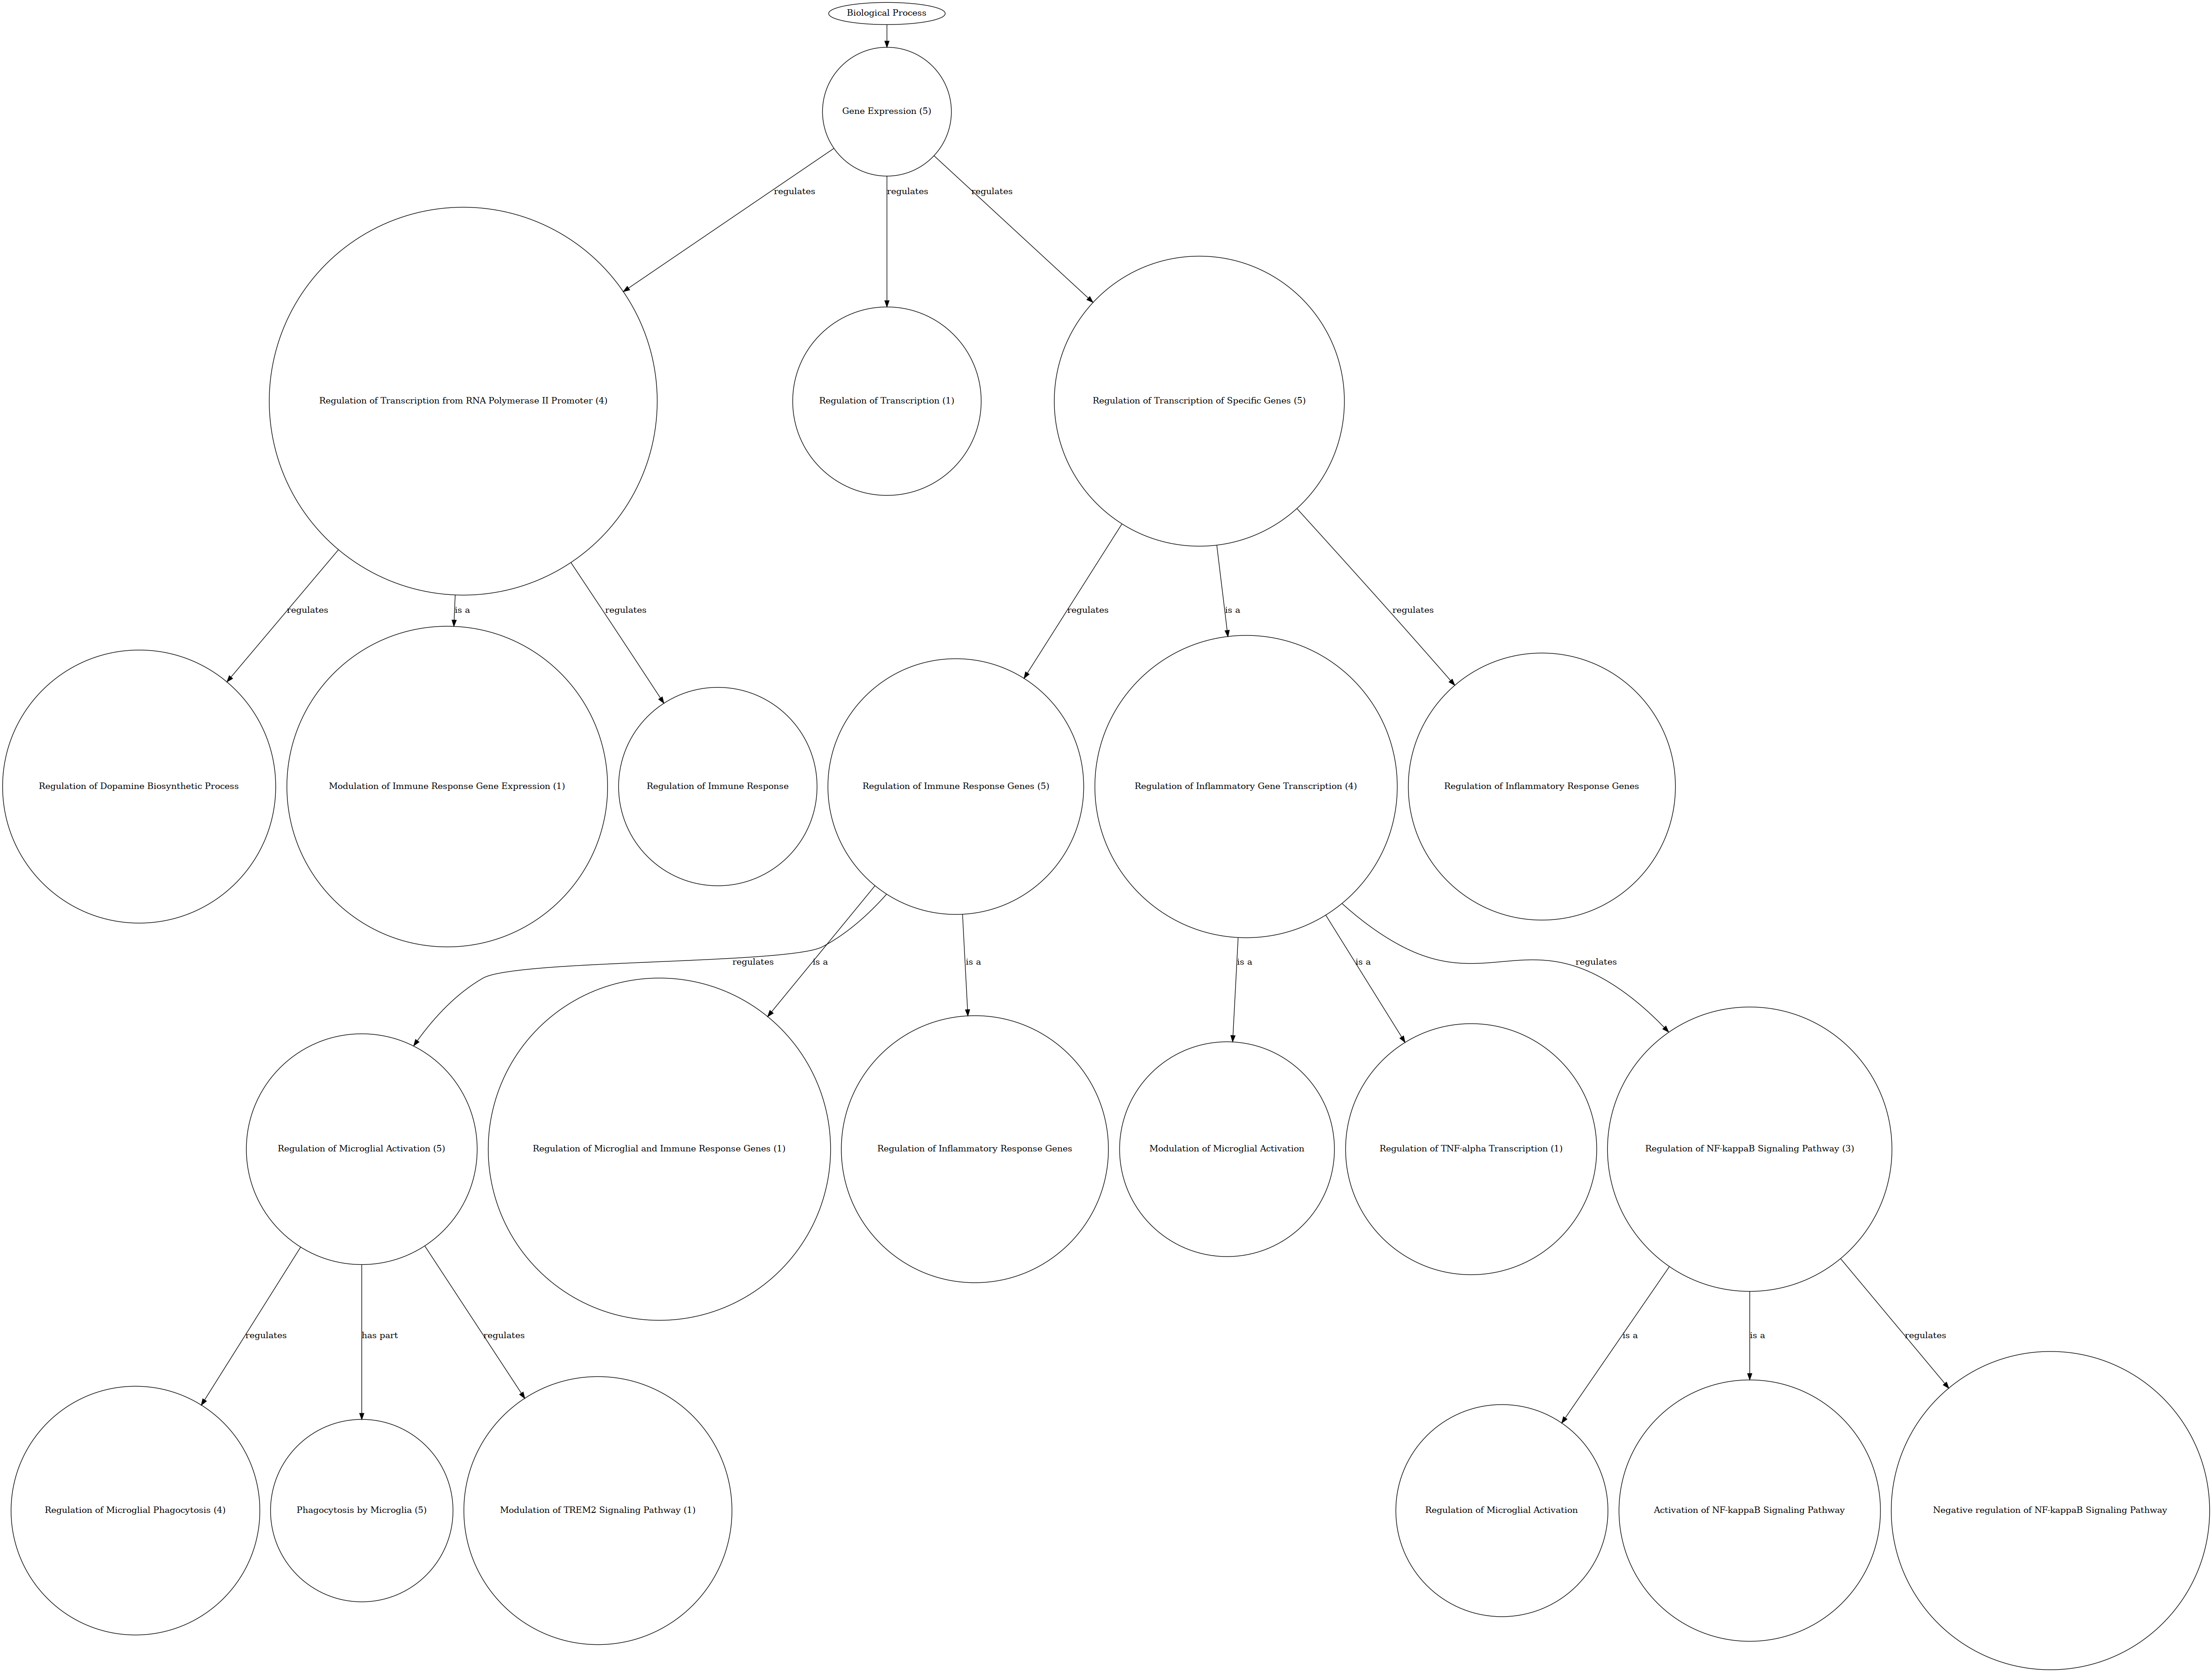 Biological Process
Gene Expression (5)
regulates
regulates
regulates
Regulation of Transcription from RNA Polymerase II Promoter (4)
Regulation of Transcription (1)
Regulation of Transcription of Specific Genes (5)
regulates
is a
regulates
regulates
is a
regulates
Regulation of Dopamine Biosynthetic Process
Modulation of Immune Response Gene Expression (1)
Regulation of Immune Response
Regulation of Immune Response Genes (5)
Regulation of Inflammatory Gene Transcription (4)
Regulation of Inflammatory Response Genes
regulates
is a
is a
is a
is a
regulates
Regulation of Microglial Activation (5)
Regulation of Microglial and Immune Response Genes (1)
Regulation of Inflammatory Response Genes
Modulation of Microglial Activation
Regulation of TNF-alpha Transcription (1)
Regulation of NF-kappaB Signaling Pathway (3)
regulates
has part
regulates
is a
is a
regulates
Regulation of Microglial Phagocytosis (4)
Phagocytosis by Microglia (5)
Modulation of TREM2 Signaling Pathway (1)
Regulation of Microglial Activation
Activation of NF-kappaB Signaling Pathway
Negative regulation of NF-kappaB Signaling Pathway